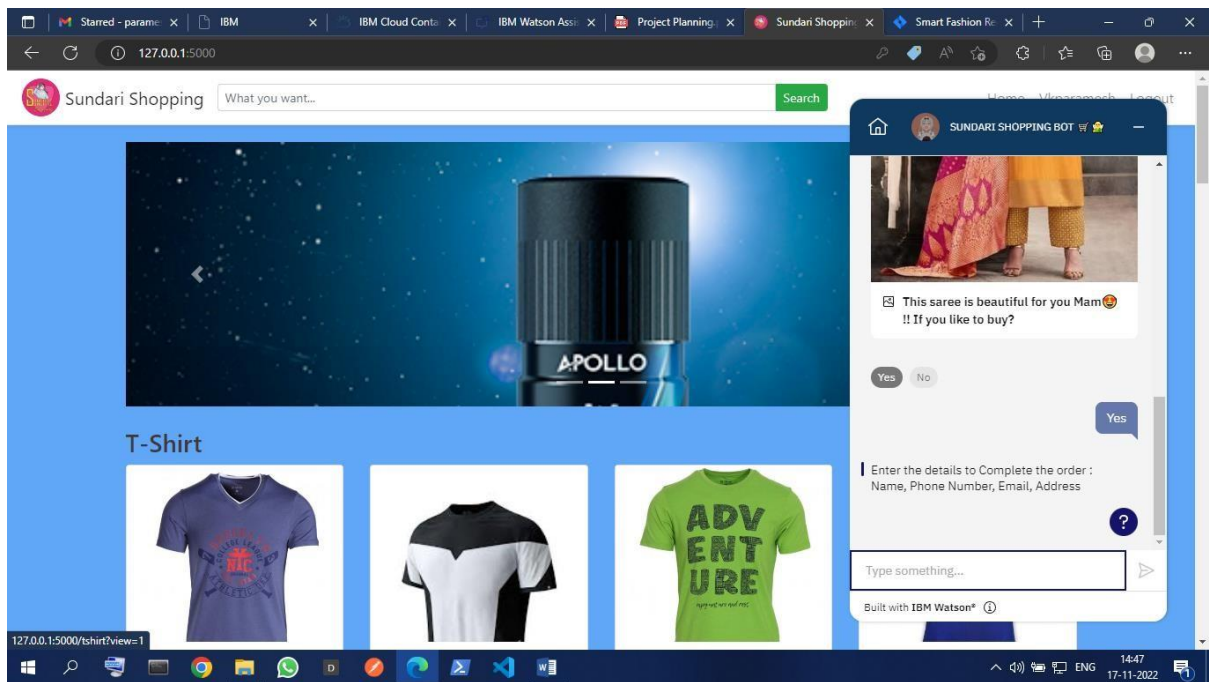 Starred - parame
IBM
IBM Cloud Conta
IBM Watson Assis
Project Planning.
Sundari Shopping
Smart Fashion Re
127.0.0.1:5000
Sundari Shopping
What you want...
Search
Home Vkparamesh Logout
SUNDARI SHOPPING BOT
This saree is beautiful for you Mam
!! If you like to buy?
Yes No
Yes
APOLLO
T-Shirt
Enter the details to Complete the order :
Name, Phone Number, Email, Address
?
NIC
ADV
ENT
URE
Type something...
Built with IBM Watson®
127.0.0.1:5000/tshirt?view=1
ENG
14:47
17-11-2022